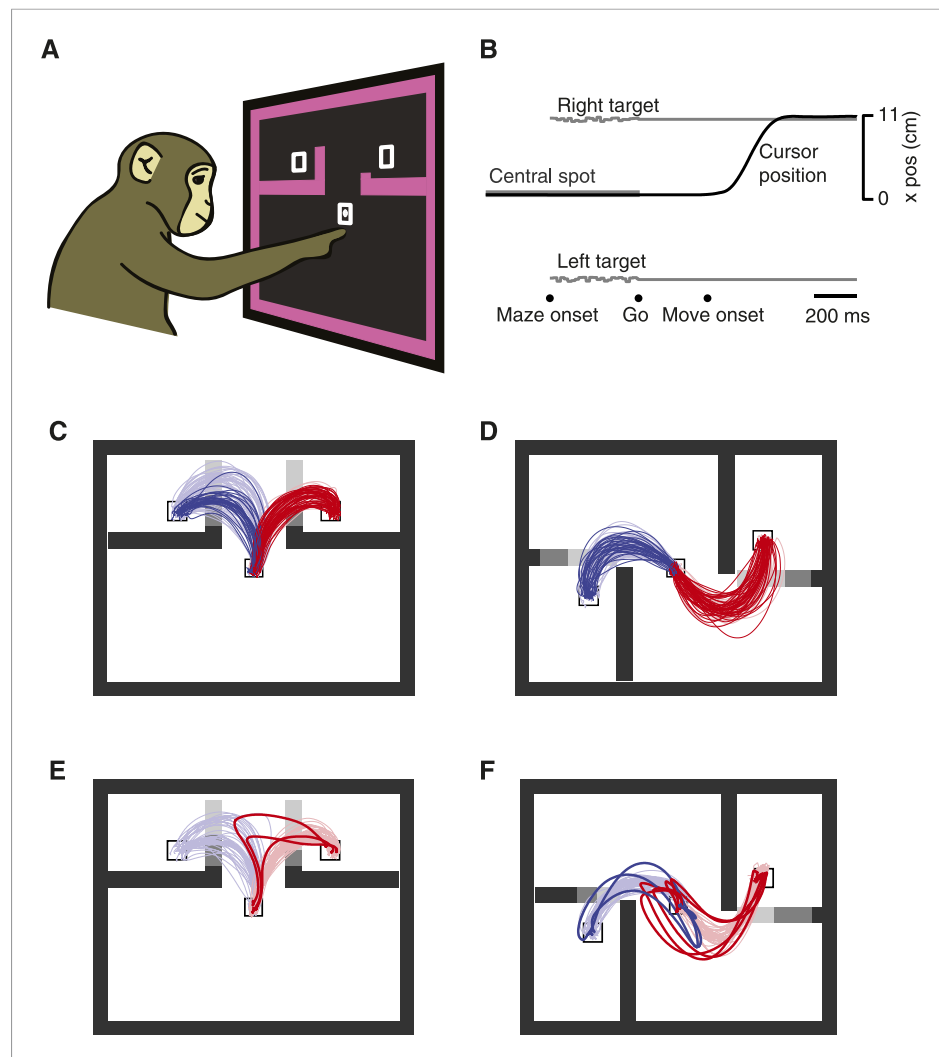 A
B
Right target
11
Central spot
Cursor
position
x pos (cm)
0
Left target
Maze onset
Go
Move onset
200 ms
C
D
E
F